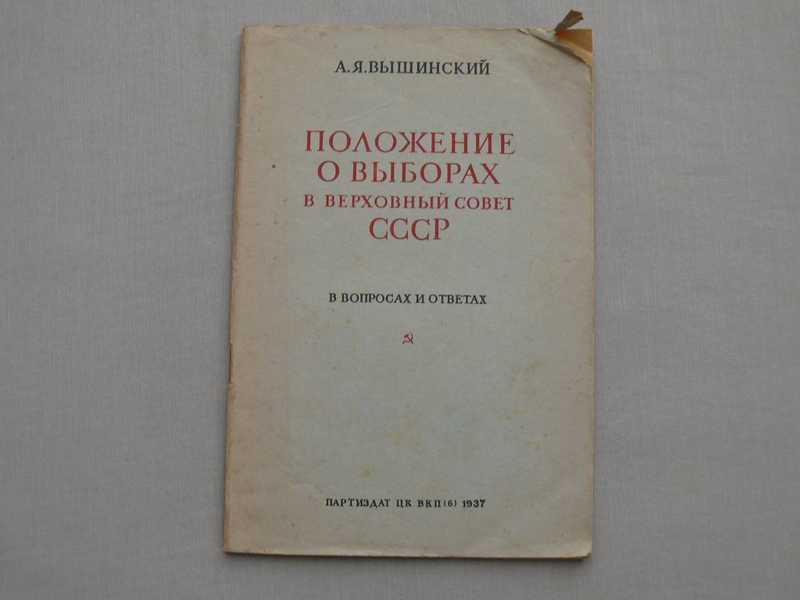 А.Я.ВЫШИНСКИЙ
ПОЛОЖЕНИЕ
О ВЫБОРАХ
В ВЕРХОВНЫЙ СОВЕТ
СССР
В ВОПРОСАХ И ОТВЕТАХ
ПАРТИЗДАТ ЦК ВКП(б) 1937